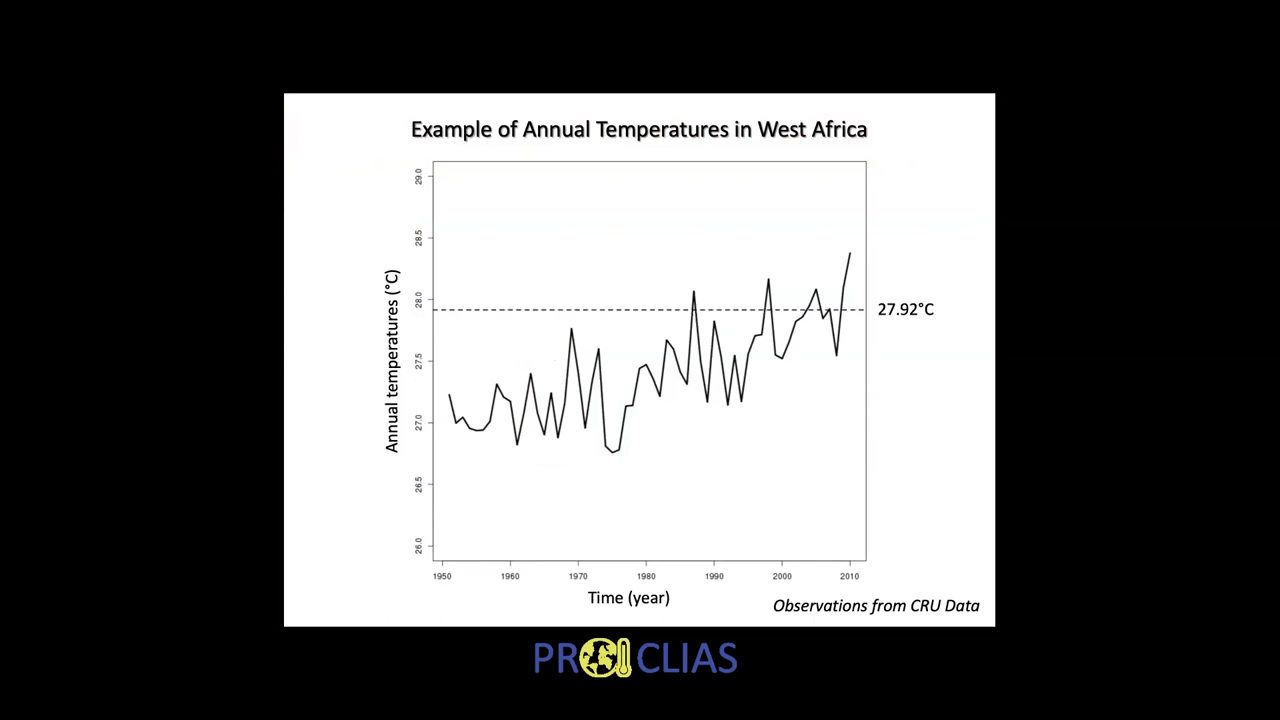 Example of Annual Temperatures in West Africa
29.0
28.5
28.0
27.92°C
27.5
27.0
26.5
26.0
Annual temperatures (°C)
1950 1960 1970 1980 1990 2000 2010
Time (year)
Observations from CRU Data
PROCLIAS